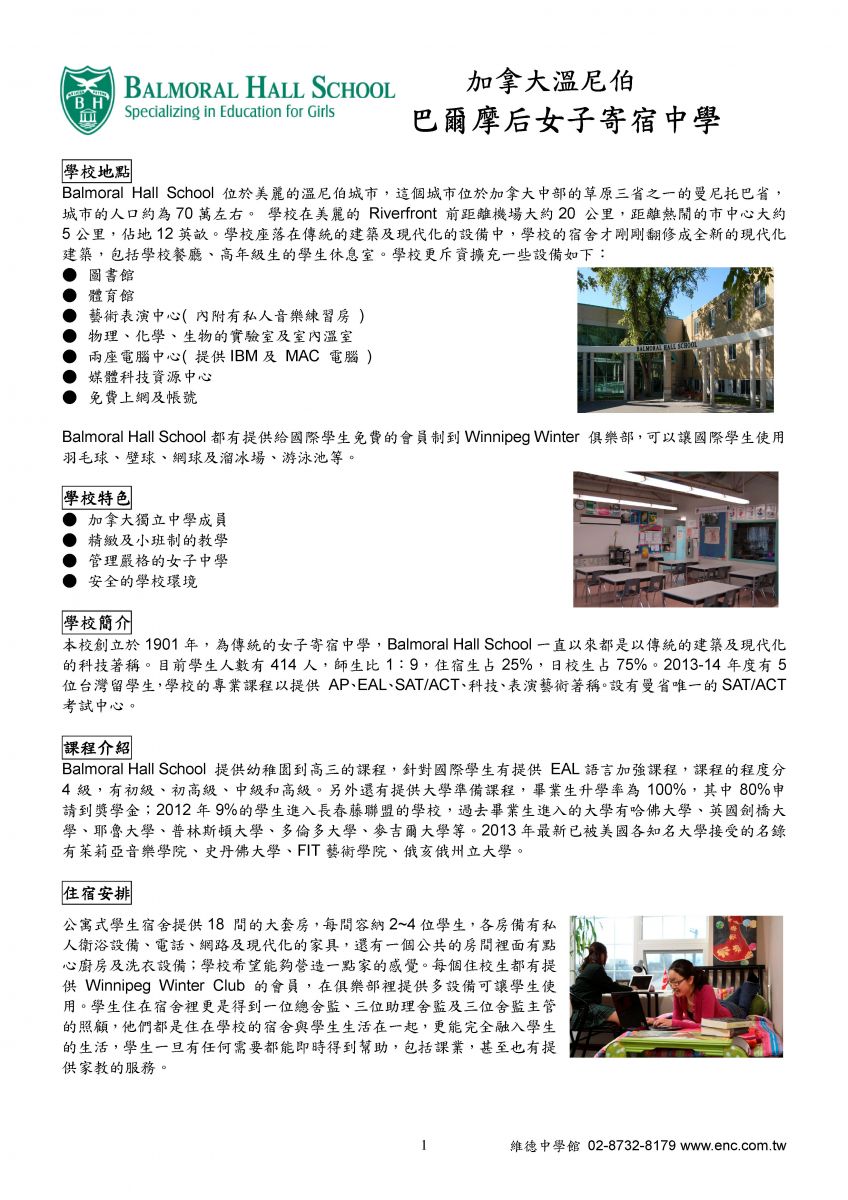 BALMORAL HALL SCHOOL
Specializing in Education for Girls
加拿大溫尼伯
巴爾摩后女子寄宿中學
學校地點
Balmoral Hall School 位於美麗的溫尼伯城市，這個城市位於加拿大中部的草原三省之一的曼尼托巴省，
城市的人口約為 70 萬左右。 學校在美麗的 Riverfront 前距離機場大約 20 公里，距離熱鬧的市中心大約
5 公里，佔地 12 英畝。學校座落在傳統的建築及現代化的設備中，學校的宿舍才剛剛翻修成全新的現代化
建築，包括學校餐廳、高年級生的學生休息室。學校更斥資擴充一些設備如下：
● 圖書館
● 體育館
● 藝術表演中心( 內附有私人音樂練習房 )
● 物理、化學、生物的實驗室及室內溫室
● 兩座電腦中心( 提供 IBM 及 MAC 電腦 )
● 媒體科技資源中心
● 免費上網及帳號
BALMORAL HALL SCHOOL
Balmoral Hall School 都有提供給國際學生免費的會員制到 Winnipeg Winter 俱樂部，可以讓國際學生使用
羽毛球、壁球、網球及溜冰場、游泳池等。
學校特色
● 加拿大獨立中學成員
● 精緻及小班制的教學
● 管理嚴格的女子中學
● 安全的學校環境
學校簡介
本校創立於 1901 年，為傳統的女子寄宿中學，Balmoral Hall School 一直以來都是以傳統的建築及現代化
的科技著稱。目前學生人數有 414 人，師生比 1：9，住宿生占 25%，日校生占 75%。2013-14 年度有 5
位台灣留學生，學校的專業課程以提供 AP、EAL、SAT/ACT、科技、表演藝術著稱。設有曼省唯一的 SAT/ACT
考試中心。
課程介紹
Balmoral Hall School 提供幼稚園到高三的課程，針對國際學生有提供 EAL 語言加強課程，課程的程度分
4 級，有初級、初高級、中級和高級。另外還有提供大學準備課程，畢業生升學率為 100%，其中 80%申
請到獎學金；2012 年 9%的學生進入長春藤聯盟的學校，過去畢業生進入的大學有哈佛大學、英國劍橋大
學、耶魯大學、普林斯頓大學、多倫多大學、麥吉爾大學等。2013 年最新已被美國各知名大學接受的名錄
有茱莉亞音樂學院、史丹佛大學、FIT 藝術學院、俄亥俄州立大學。
住宿安排
公寓式學生宿舍提供 18 間的大套房，每間容納 2~4 位學生，各房備有私
人衛浴設備、電話、網路及現代化的家具，還有一個公共的房間裡面有點
心廚房及洗衣設備；學校希望能夠營造一點家的感覺。每個住校生都有提
供 Winnipeg Winter Club 的會員，在俱樂部裡提供多設備可讓學生使
用。學生住在宿舍裡更是得到一位總舍監、三位助理舍監及三位舍監主管
的照顧，他們都是住在學校的宿舍與學生生活在一起，更能完全融入學生
的生活，學生一旦有任何需要都能即時得到幫助，包括課業，甚至也有提
供家教的服務。
1
維德中學館 02-8732-8179 www.enc.com.tw